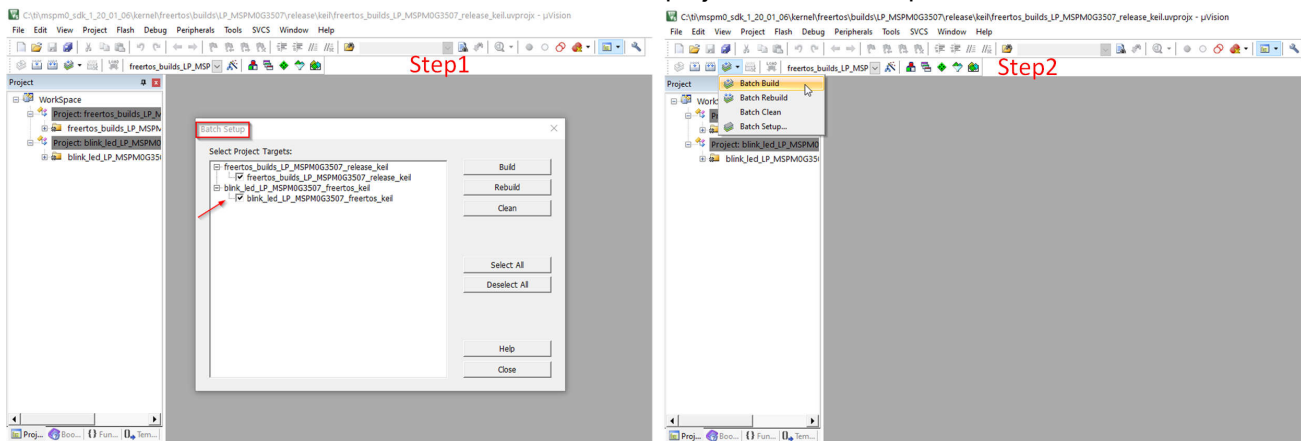 C:\ti\mspm0_sdk_1_20_01_06\kernel\freertos\builds\LP_MSPM0G3507\release\keil\freertos_builds_LP_MSPM0G3507_release_keil.uvprojx - µVision
File Edit View Project Flash Debug Peripherals Tools SVCS Window Help
freertos_builds_LP_MSP
Step1
Project
WorkSpace
Project: freertos_builds_LP_M
freertos_builds_LP_MSPM
Project: blink_led_LP_MSPM0
blink_led_LP_MSPM0G35
Batch Setup
Select Project Targets:
freertos_builds_LP_MSPM0G3507_release_keil
freertos_builds_LP_MSPM0G3507_release_keil
blink_led_LP_MSPM0G3507_freertos_keil
blink_led_LP_MSPM0G3507_freertos_keil
Build
Rebuild
Clean
Select All
Deselect All
Help
Close
Proj... Boo... {} Fun... 0 Tem...
C:\ti\mspm0_sdk_1_20_01_06\kernel\freertos\builds\LP_MSPM0G3507\release\keil\freertos_builds_LP_MSPM0G3507_release_keil.uvprojx - µVision
File Edit View Project Flash Debug Peripherals Tools SVCS Window Help
freertos_builds_LP_MSP
Step2
Project
Batch Build
Batch Rebuild
Batch Clean
Batch Setup...
Work
Project: blink_led_LP_MSPM0
blink_led_LP_MSPM0G35
Proj... Boo... {} Fun... 0 Tem...